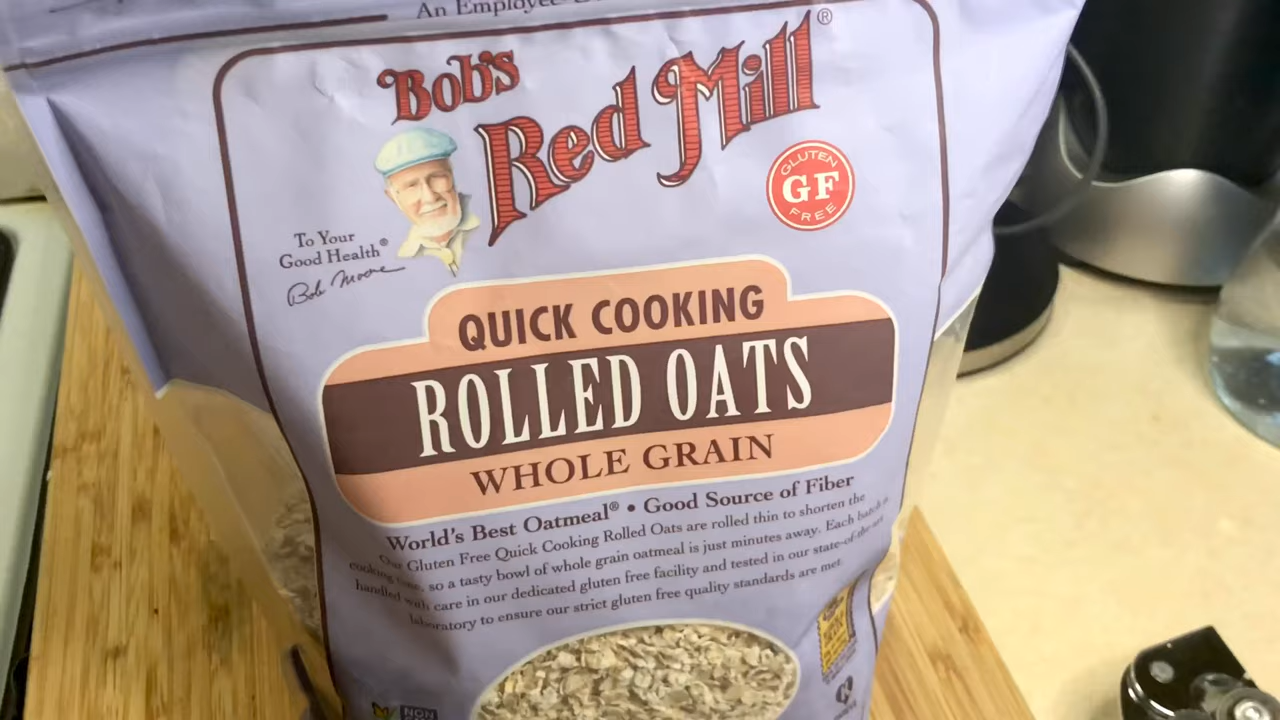 An Employee-
Bob's
Red Mill®
GLUTEN
GF
FREE
To Your
Good Health®
Bob Moore
QUICK COOKING
ROLLED OATS
WHOLE GRAIN
World's Best Oatmeal® • Good Source of Fiber
Our Gluten Free Quick Cooking Rolled Oats are rolled thin to shorten the
cooking time, so a tasty bowl of whole grain oatmeal is just minutes away. Each batch is
handled with care in our dedicated gluten free facility and tested in our state-of-the-art
laboratory to ensure our strict gluten free quality standards are met.
NON
K